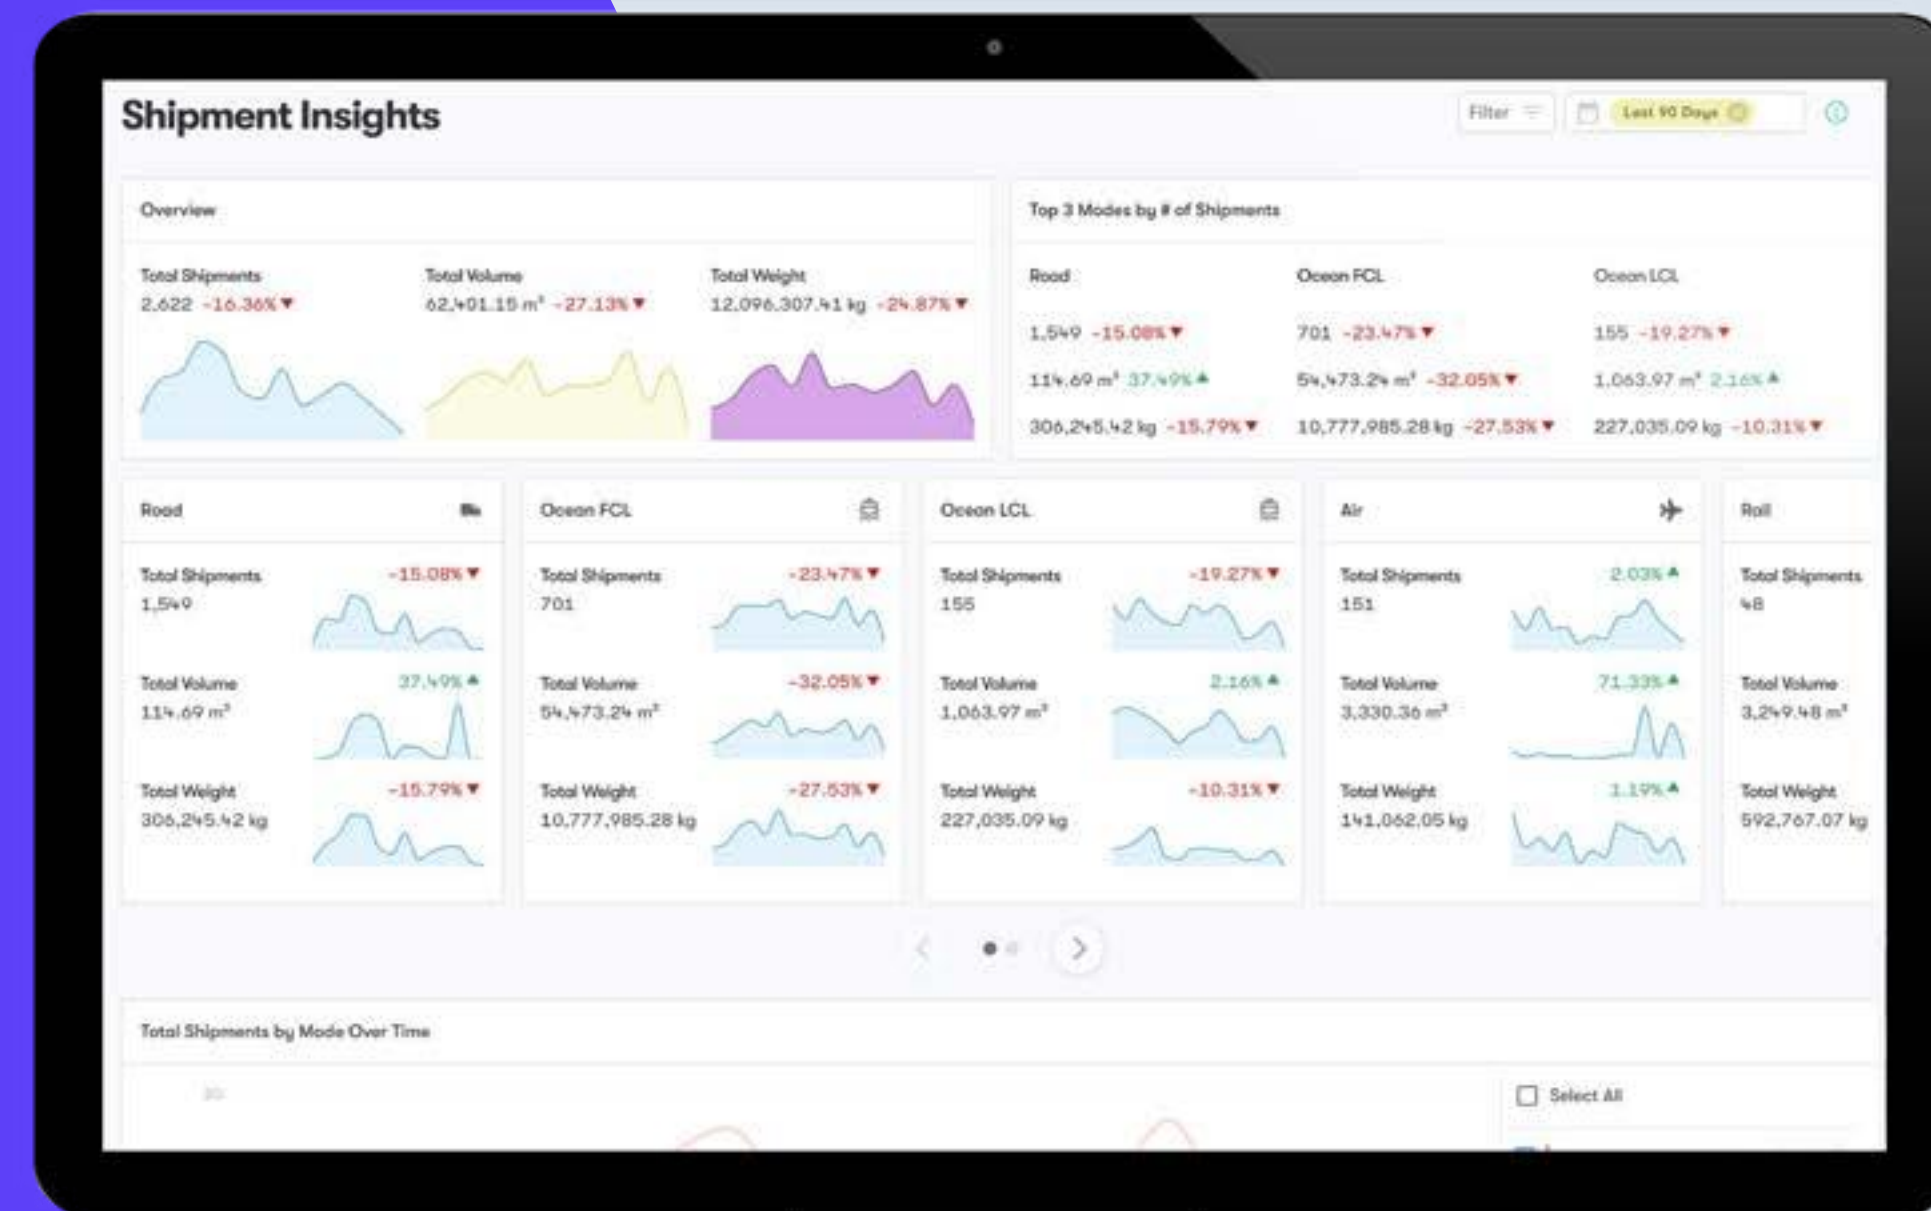 Shipment Insights
Filter
Last 90 Days
Overview
Total Shipments
2,622 -16.36% ▼
Total Volume
62,401.15 m³ -27.13% ▼
Total Weight
12,096,307.41 kg -24.87% ▼
Top 3 Modes by # of Shipments
Road
Ocean FCL
Ocean LCL
1,549 -15.08% ▼
701 -23.47% ▼
155 -19.27% ▼
114.69 m³ 37.49% ▲
54,473.24 m³ -32.05% ▼
1,063.97 m³ 2.16% ▲
306,245.42 kg -15.79% ▼
10,777,985.28 kg -27.53% ▼
227,035.09 kg -10.31% ▼
Road
Total Shipments -15.08% ▼
1,549
Total Volume 37.49% ▲
114.69 m³
Total Weight -15.79% ▼
306,245.42 kg
Ocean FCL
Total Shipments -23.47% ▼
701
Total Volume -32.05% ▼
54,473.24 m³
Total Weight -27.53% ▼
10,777,985.28 kg
Ocean LCL
Total Shipments -19.27% ▼
155
Total Volume 2.16% ▲
1,063.97 m³
Total Weight -10.31% ▼
227,035.09 kg
Air
Total Shipments 2.03% ▲
151
Total Volume 71.33% ▲
3,330.36 m³
Total Weight 1.19% ▲
141,062.05 kg
Rail
Total Shipments
48
Total Volume
3,249.48 m³
Total Weight
592,767.07 kg
Total Shipments by Mode Over Time
Select All